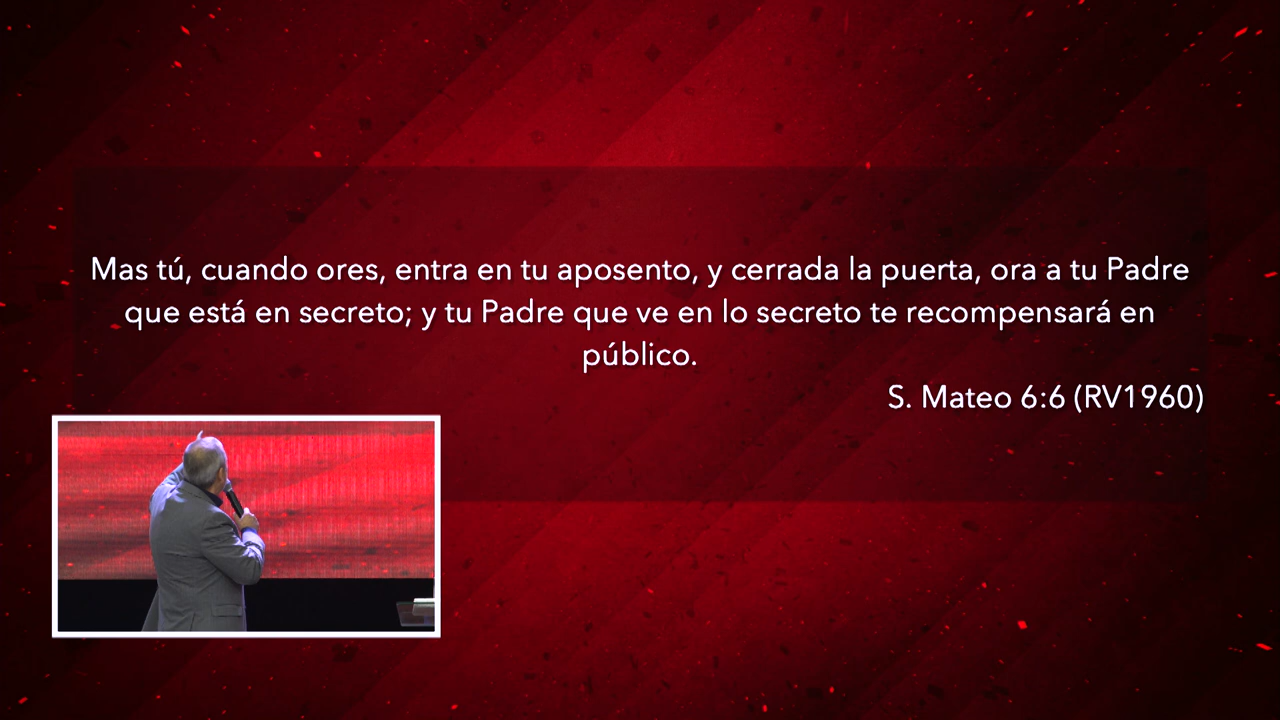 Mas tú, cuando ores, entra en tu aposento, y cerrada la puerta, ora a tu Padre
que está en secreto; y tu Padre que ve en lo secreto te recompensará en
público.
S. Mateo 6:6 (RV1960)